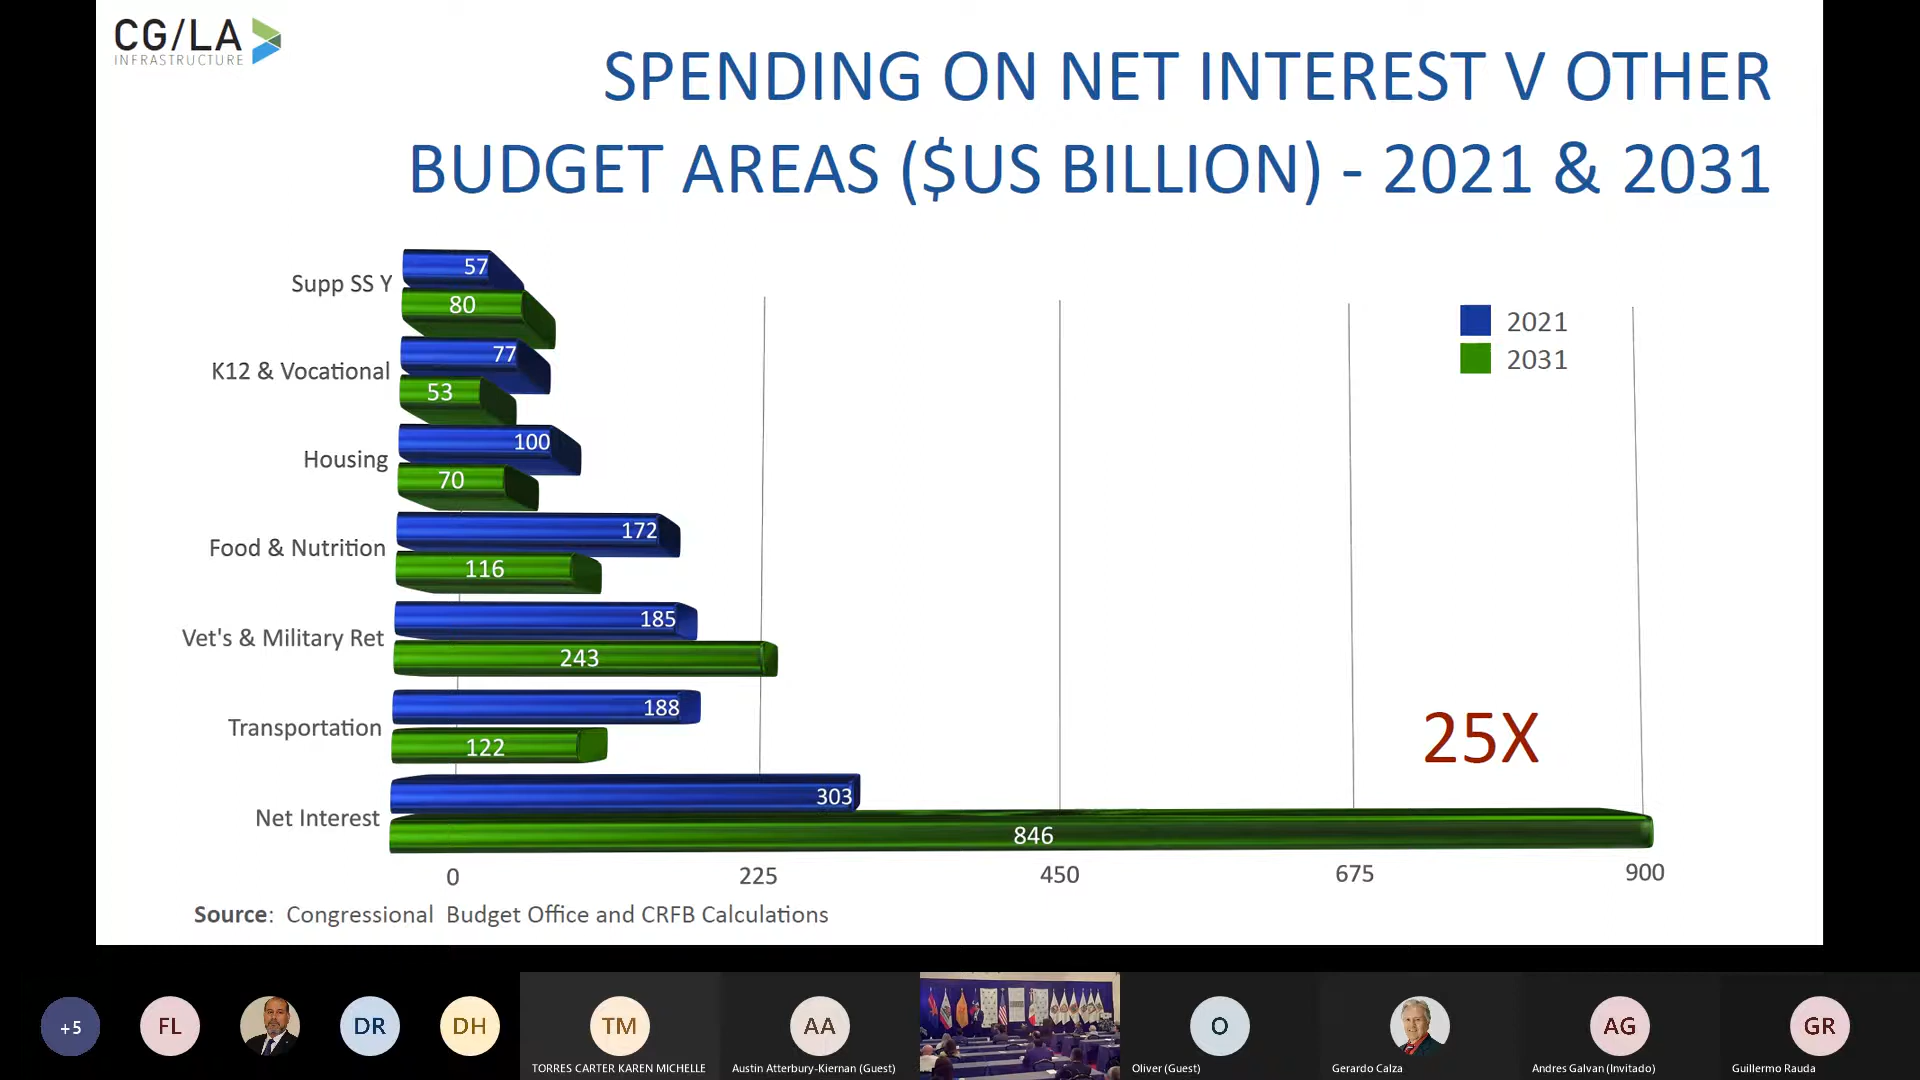 CG/LA
INFRASTRUCTURE
SPENDING ON NET INTEREST V OTHER
BUDGET AREAS ($US BILLION) - 2021 & 2031
Supp SS Y
57
80
K12 & Vocational
77
53
Housing
100
70
Food & Nutrition
172
116
Vet's & Military Ret
185
243
Transportation
188
122
Net Interest
303
846
2021
2031
25X
0
225
450
675
900
Source: Congressional Budget Office and CRFB Calculations
+5
FL
DR
DH
TM
TORRES CARTER KAREN MICHELLE
AA
Austin Atterbury-Kiernan (Guest)
O
Oliver (Guest)
Gerardo Calza
AG
Andres Galvan (Invitado)
GR
Guillermo Rauda